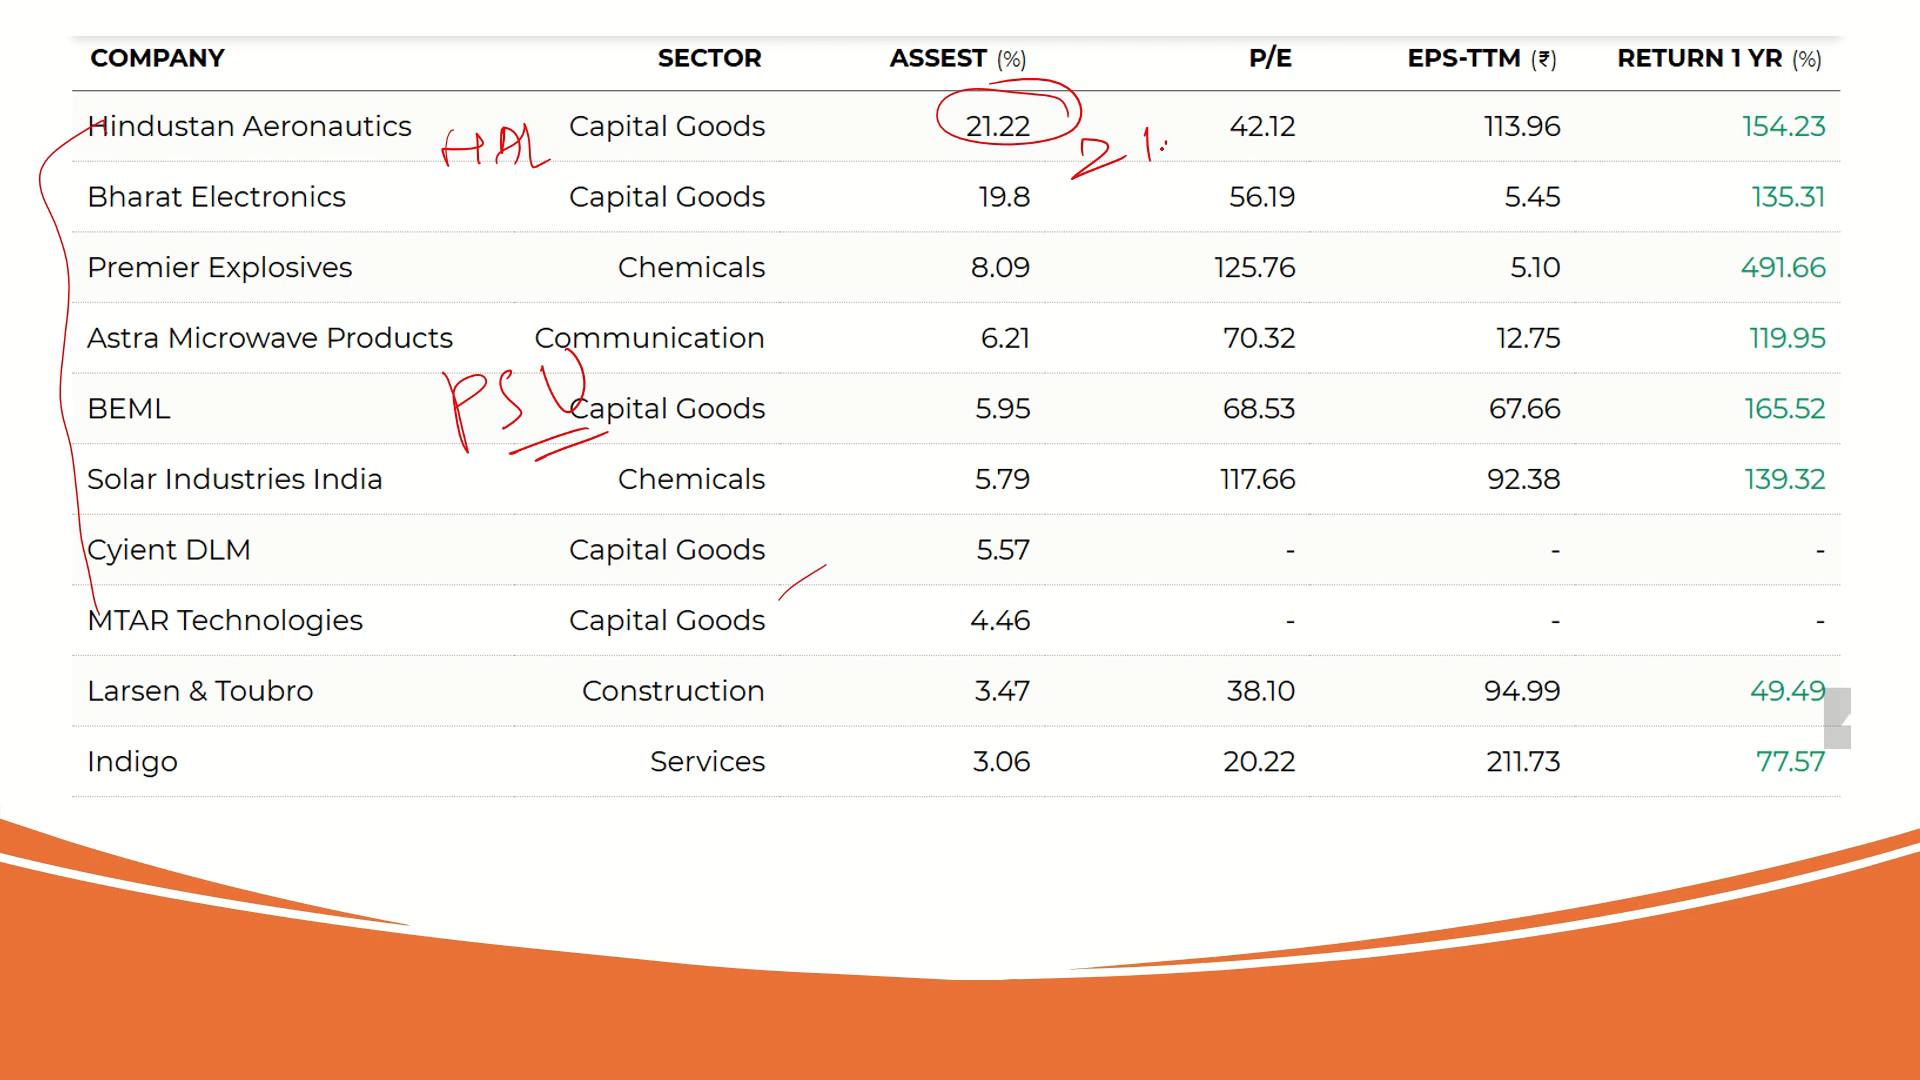 COMPANY SECTOR ASSEST (%) P/E EPS-TTM (₹) RETURN 1 YR (%)
Hindustan Aeronautics Capital Goods 21.22 42.12 113.96 154.23
HAL
21.
Bharat Electronics Capital Goods 19.8 56.19 5.45 135.31
Premier Explosives Chemicals 8.09 125.76 5.10 491.66
Astra Microwave Products Communication 6.21 70.32 12.75 119.95
PSU
BEML Capital Goods 5.95 68.53 67.66 165.52
Solar Industries India Chemicals 5.79 117.66 92.38 139.32
Cyient DLM Capital Goods 5.57 - - -
MTAR Technologies Capital Goods 4.46 - - -
Larsen & Toubro Construction 3.47 38.10 94.99 49.49
Indigo Services 3.06 20.22 211.73 77.57